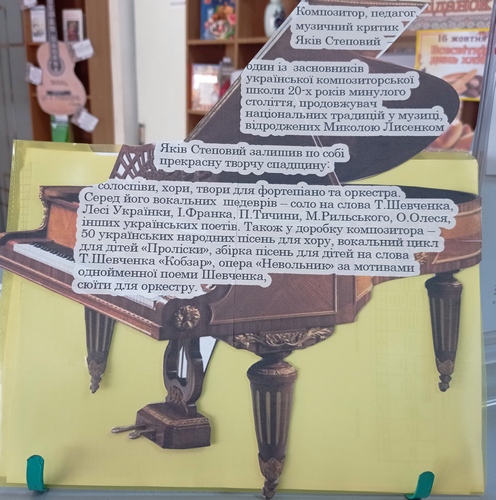 Композитор, педагог,
музичний критик
Яків Степовий –
один із засновників
української композиторської
школи 20-х років минулого
століття, продовжувач
національних традицій у музиці,
відроджених Миколою Лисенком
Яків Степовий залишив по собі
прекрасну творчу спадщину:
солоспіви, хори, твори для фортепіано та оркестра.
Серед його вокальних шедеврів – соло на слова Т.Шевченка,
Лесі Українки, І.Франка, П.Тичини, М.Рильського, О.Олеся,
інших українських поетів. Також у доробку композитора –
50 українських народних пісень для хору, вокальний цикл
для дітей «Проліски», збірка пісень для дітей на слова
Т.Шевченка «Кобзар», опера «Невольник» за мотивами
однойменної поеми Шевченка,
сюїти для оркестру.
16 жовтня